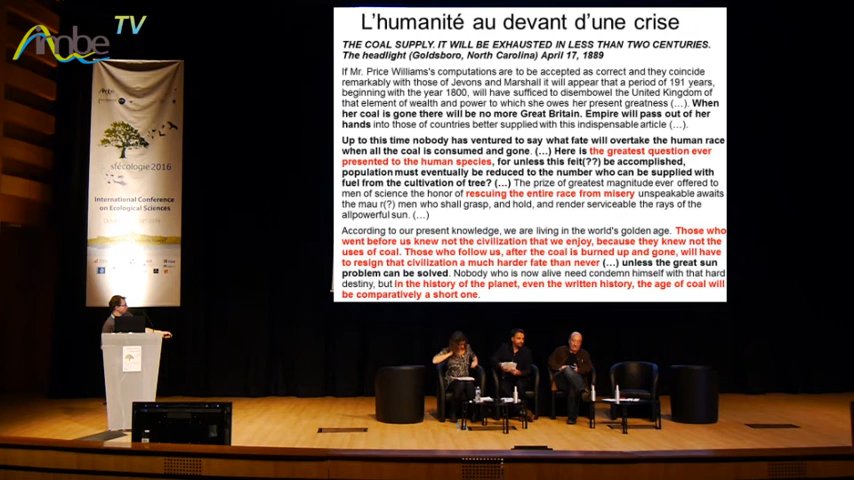 imbe TV
L'humanité au devant d'une crise
THE COAL SUPPLY. IT WILL BE EXHAUSTED IN LESS THAN TWO CENTURIES.
The headlight (Goldsboro, North Carolina) April 17, 1889
If Mr. Price Williams's computations are to be accepted as correct and they coincide
remarkably with those of Jevons and Marshall it will appear that a period of 191 years,
beginning with the year 1800, will have sufficed to disembowel the United Kingdom of
that element of wealth and power to which she owes her present greatness (…). When
her coal is gone there will be no more Great Britain. Empire will pass out of her
hands into those of countries better supplied with this indispensable article (…).
Up to this time nobody has ventured to say what fate will overtake the human race
when all the coal is consumed and gone. (…) Here is the greatest question ever
presented to the human species, for unless this feit(??) be accomplished,
population must eventually be reduced to the number who can be supplied with
fuel from the cultivation of tree? (…) The prize of greatest magnitude ever offered to
men of science the honor of rescuing the entire race from misery unspeakable awaits
the mau r(?) men who shall grasp, and hold, and render serviceable the rays of the
allpowerful sun. (…)
According to our present knowledge, we are living in the world's golden age. Those who
went before us knew not the civilization that we enjoy, because they knew not the
uses of coal. Those who follow us, after the coal is burned up and gone, will have
to resign that civilization a much harder fate than never (…) unless the great sun
problem can be solved. Nobody who is now alive need condemn himself with that hard
destiny, but in the history of the planet, even the written history, the age of coal will
be comparatively a short one.
sfécologie 2016
International Conference
on Ecological Sciences